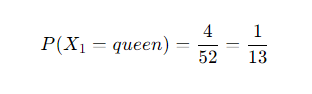 P(X₁ = queen) = 4/52 = 1/13